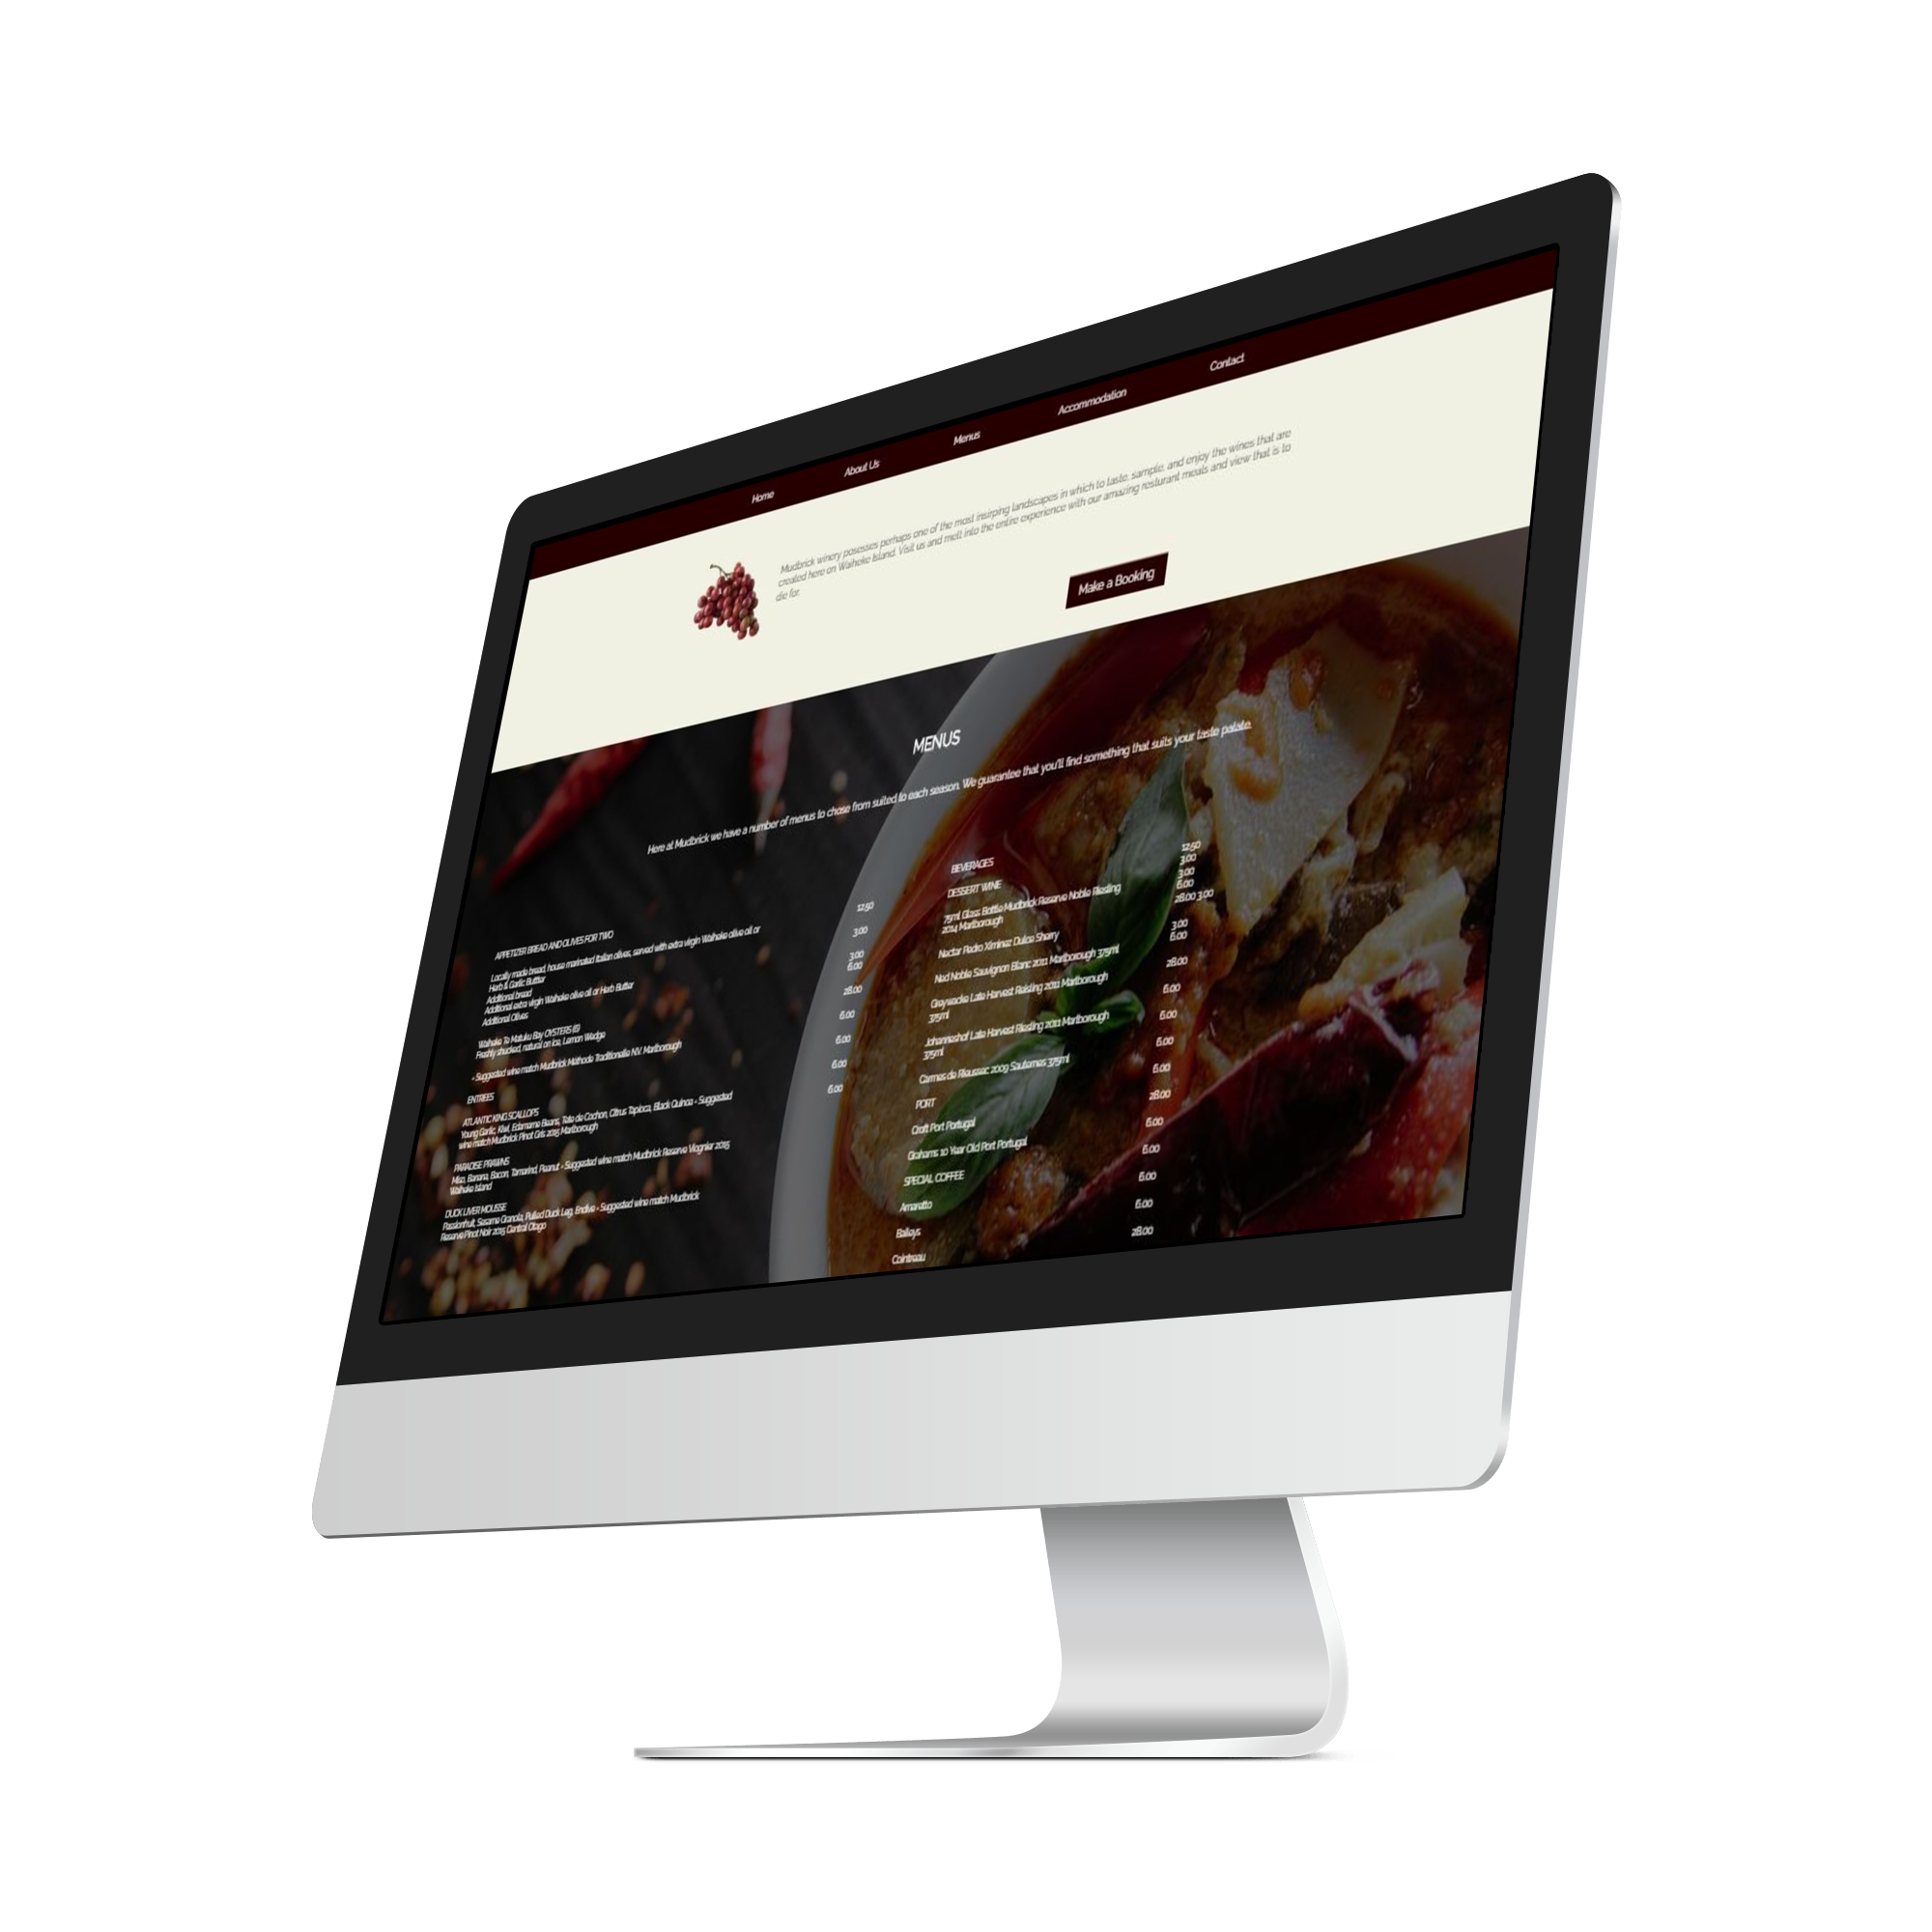 Home
About Us
Menus
Accommodation
Contact
Mudbrick winery posesses perhaps one of the most insirping landscapes in which to taste, sample, and enjoy the wines that are
created here on Waiheke Island. Visit us and melt into the entire experience with our amazing resturant meals and view that is to
die for.
Make a Booking
MENUS
Here at Mudbrick we have a number of menus to chose from suited to each season. We guarantee that you'll find something that suits your taste palate.
APPETIZER BREAD AND OLIVES FOR TWO
Locally made bread, house marinated Italian olives, served with extra virgin Waiheke olive oil or
Herb & Garlic Buttter
Additional bread
Additional extra virgin Waiheke olive oil or Herb Butter
Additional Olives
Waiheke Te Matuku Bay OYSTERS (6)
Freshly shucked, natural on ice, Lemon Wedge
• Suggested wine match Mudbrick Méthode Traditionelle N.V. Marlborough
ENTREES
ATLANTIC KING SCALLOPS
Young Garlic, Kiwi, Edamame Beans, Tete de Cochon, Citrus Tapioca, Black Quinoa • Suggested
wine match Mudbrick Pinot Gris 2015 Marlborough
PARADISE PRAWNS
Miso, Banana, Bacon, Tamarind, Peanut • Suggested wine match Mudbrick Reserve Viognier 2015
Waiheke Island
DUCK LIVER MOUSSE
Passionfruit, Sesame Granola, Pulled Duck Leg, Endive • Suggested wine match Mudbrick
Reserve Pinot Noir 2015 Central Otago
12.50
3.00
3.00
6.00
28.00
6.00
6.00
6.00
6.00
BEVERAGES
DESSERT WINE
75ml Glass Bottle Mudbrick Reserve Noble Riesling
2014 Marlborough
Nectar Pedro Ximinez Dulce Sherry
Ned Noble Sauvignon Blanc 2011 Marlborough 375ml
Greywacke Late Harvest Reisling 2011 Marlborough
375ml
Johanneshof Late Harvest Riesling 2011 Marlborough
375ml
Carmes de Rieussec 2009 Sauternes 375ml
PORT
Croft Port Portugal
Grahams 10 Year Old Port Portugal
SPECIAL COFFEE
Amaretto
Baileys
Cointreau
12.50
3.00
3.00
6.00
28.00 3.00
3.00
6.00
28.00
6.00
6.00
6.00
6.00
28.00
6.00
6.00
6.00
6.00
28.00